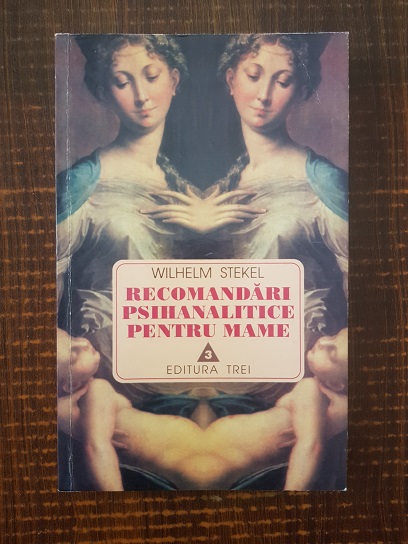 WILHELM STEKEL
RECOMANDĂRI
PSIHANALITICE
PENTRU MAME
3
EDITURA TREI